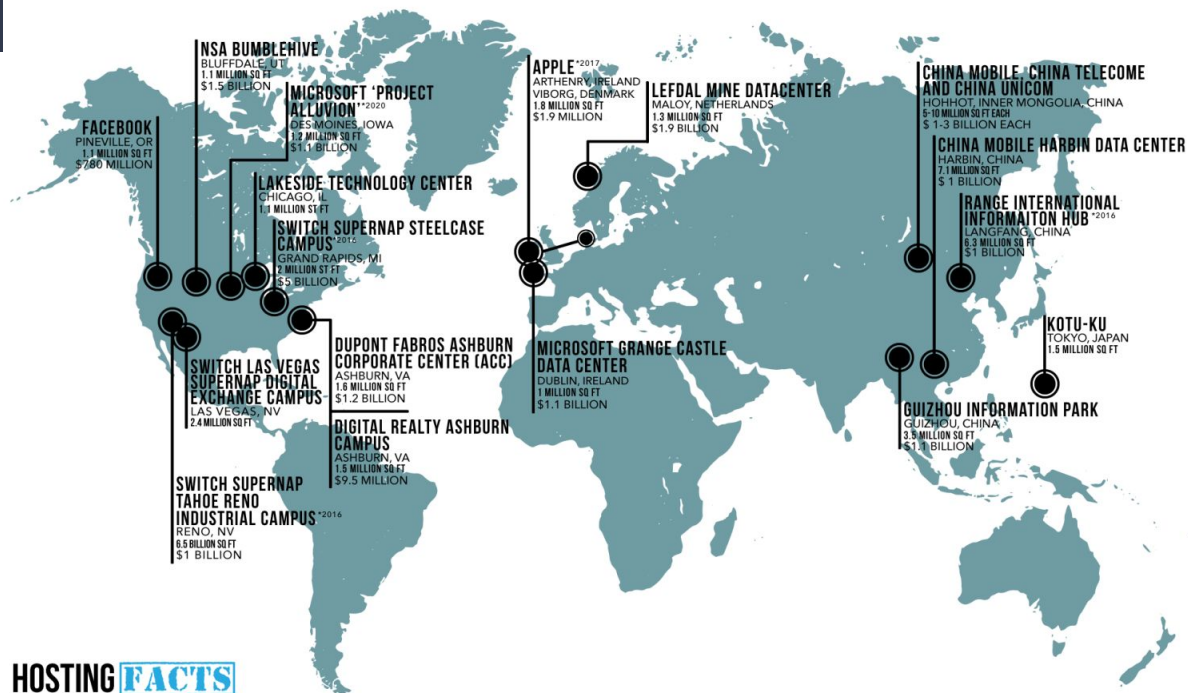 NSA BUMBLEHIVE
BLUFFDALE, UT
1.1 MILLION SQ FT
$1.5 BILLION
MICROSOFT 'PROJECT
ALLUVION'*2020
DES MOINES, IOWA
1.2 MILLION SQ FT
$1.1 BILLION
FACEBOOK
PINEVILLE, OR
1.1 MILLION SQ FT
$780 MILLION
LAKESIDE TECHNOLOGY CENTER
CHICAGO, IL
1.1 MILLION ST FT
SWITCH SUPERNAP STEELCASE
CAMPUS*2016
GRAND RAPIDS, MI
2 MILLION ST FT
$5 BILLION
APPLE*2017
ARTHENRY, IRELAND
VIBORG, DENMARK
1.8 MILLION SQ FT
$1.9 MILLION
LEFDAL MINE DATACENTER
MALOY, NETHERLANDS
1.3 MILLION SQ FT
$1.9 BILLION
CHINA MOBILE, CHINA TELECOME
AND CHINA UNICOM
HOHHOT, INNER MONGOLIA, CHINA
5-10 MILLION SQ FT EACH
$ 1-3 BILLION EACH
CHINA MOBILE HARBIN DATA CENTER
HARBIN, CHINA
7.1 MILLION SQ FT
$ 1 BILLION
RANGE INTERNATIONAL
INFORMAITON HUB *2016
LANGFANG, CHINA
6.3 MILLION SQ FT
$1 BILLION
KOTU-KU
TOKYO, JAPAN
1.5 MILLION SQ FT
GUIZHOU INFORMATION PARK
GUIZHOU, CHINA
3.5 MILLION SQ FT
$1.1 BILLION
MICROSOFT GRANGE CASTLE
DATA CENTER
DUBLIN, IRELAND
1 MILLION SQ FT
$1.1 BILLION
DUPONT FABROS ASHBURN
CORPORATE CENTER (ACC)
ASHBURN, VA
1.6 MILLION SQ FT
$1.2 BILLION
DIGITAL REALTY ASHBURN
CAMPUS
ASHBURN, VA
1.5 MILLION SQ FT
$9.5 MILLION
SWITCH LAS VEGAS
SUPERNAP DIGITAL
EXCHANGE CAMPUS
LAS VEGAS, NV
2.4 MILLION SQ FT
SWITCH SUPERNAP
TAHOE RENO
INDUSTRIAL CAMPUS *2016
RENO, NV
6.5 BILLION SQ FT
$1 BILLION
HOSTING FACTS